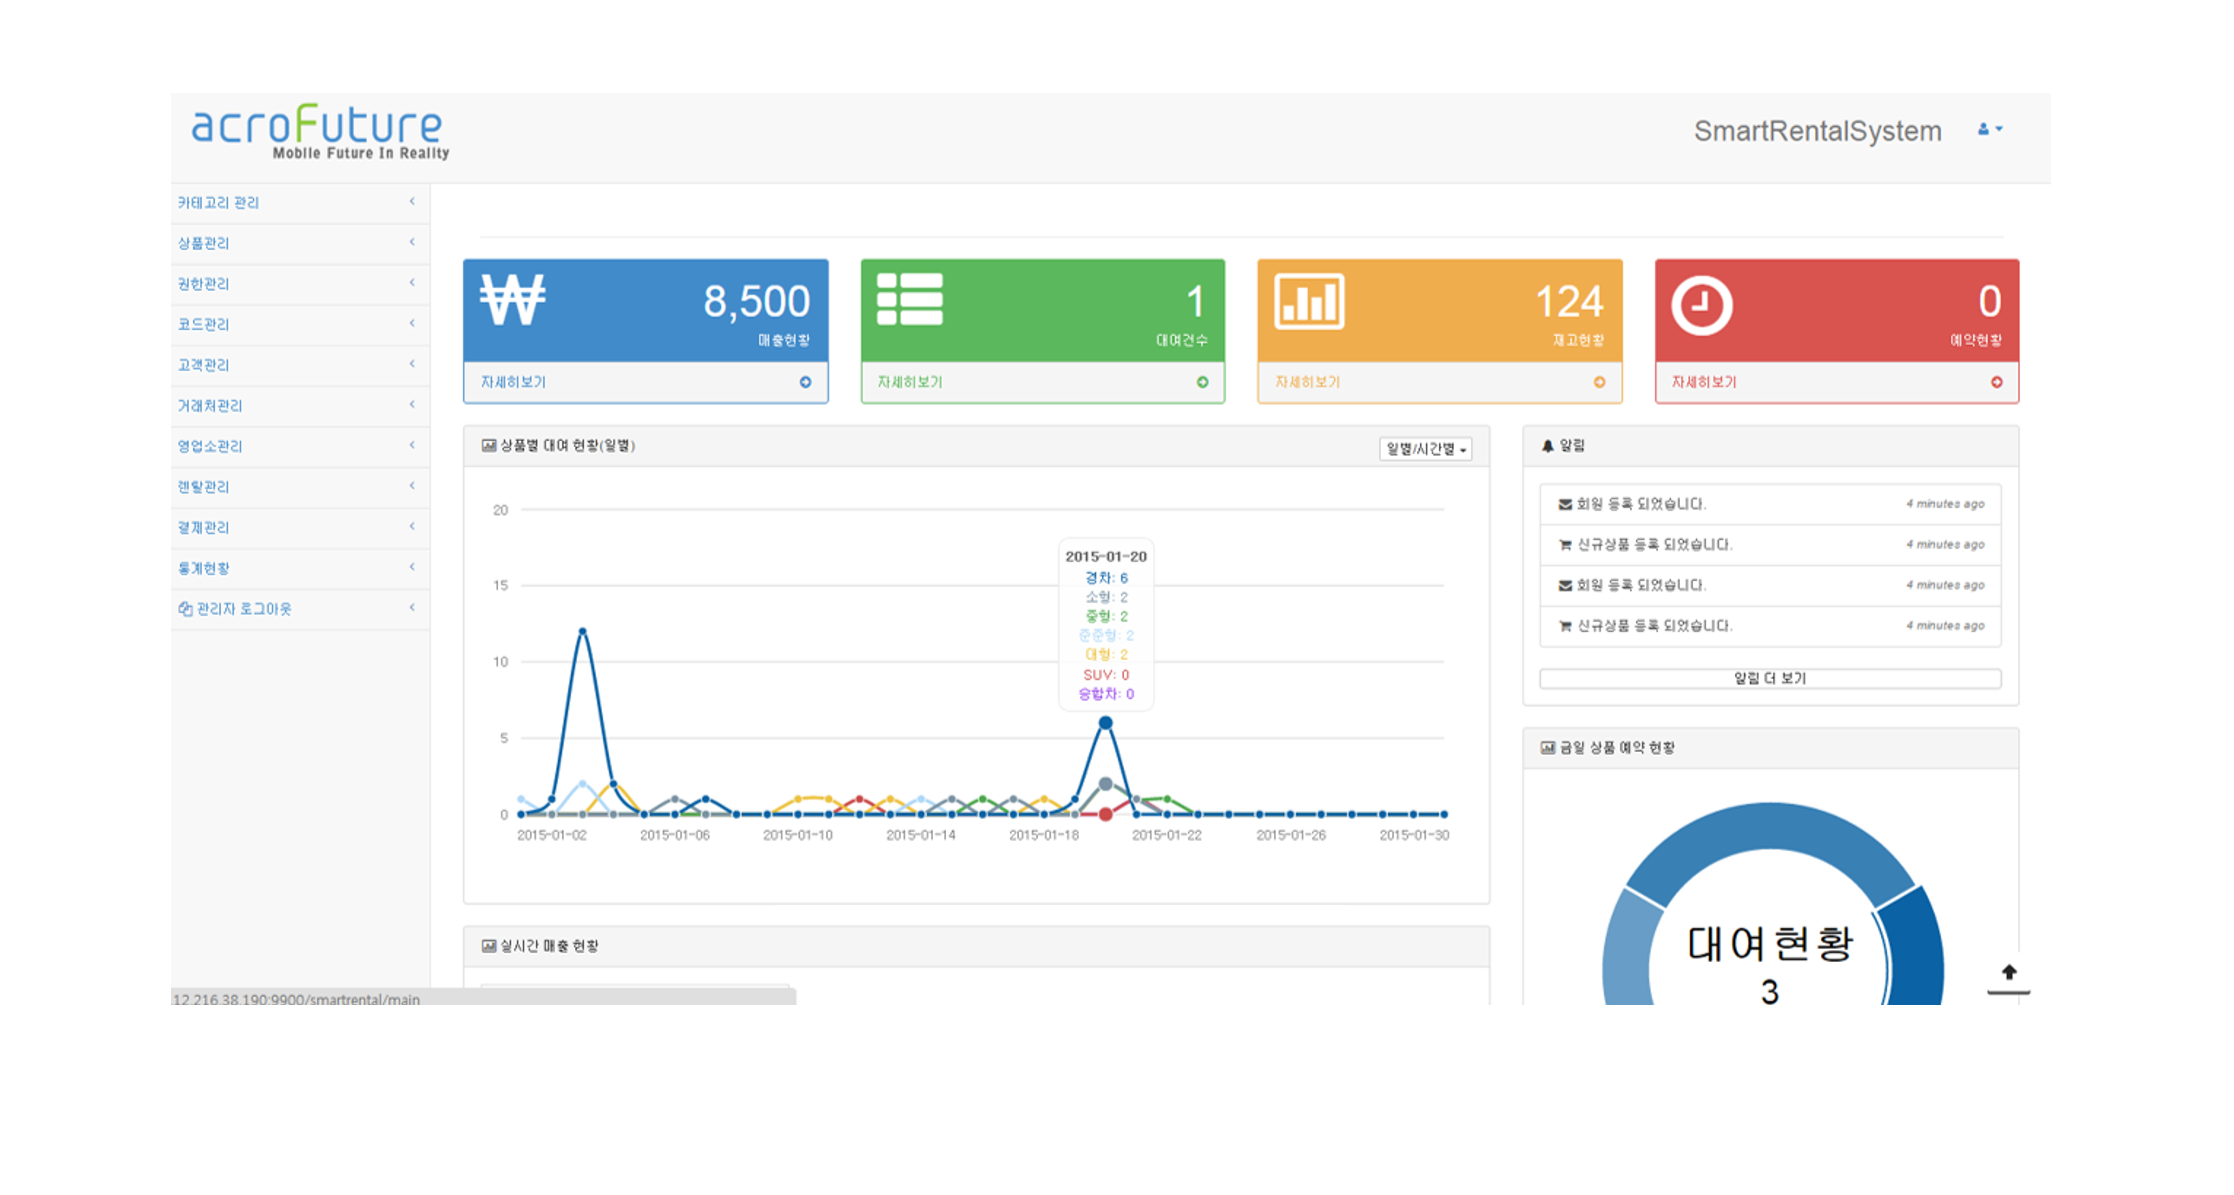 acroFuture
Mobile Future In Reality
SmartRentalSystem
카테고리 관리
상품관리
권한관리
코드관리
고객관리
거래처관리
영업소관리
렌탈관리
결제관리
통계현황
관리자 로그아웃
8,500
매출현황
자세히보기
1
대여건수
자세히보기
124
재고현황
자세히보기
0
예약현황
자세히보기
상품별 대여 현황(일별)
일별/시간별
20
15
10
5
0
2015-01-20
경차: 6
소형: 2
중형: 2
준준형: 2
대형: 2
SUV: 0
승합차: 0
2015-01-02
2015-01-06
2015-01-10
2015-01-14
2015-01-18
2015-01-22
2015-01-26
2015-01-30
알림
회원 등록 되었습니다.
4 minutes ago
신규상품 등록 되었습니다.
4 minutes ago
회원 등록 되었습니다.
4 minutes ago
신규상품 등록 되었습니다.
4 minutes ago
알림 더 보기
금일 상품 예약 현황
대여현황
3
실시간 매출 현황
12.216.38.190:9900/smartrental/main